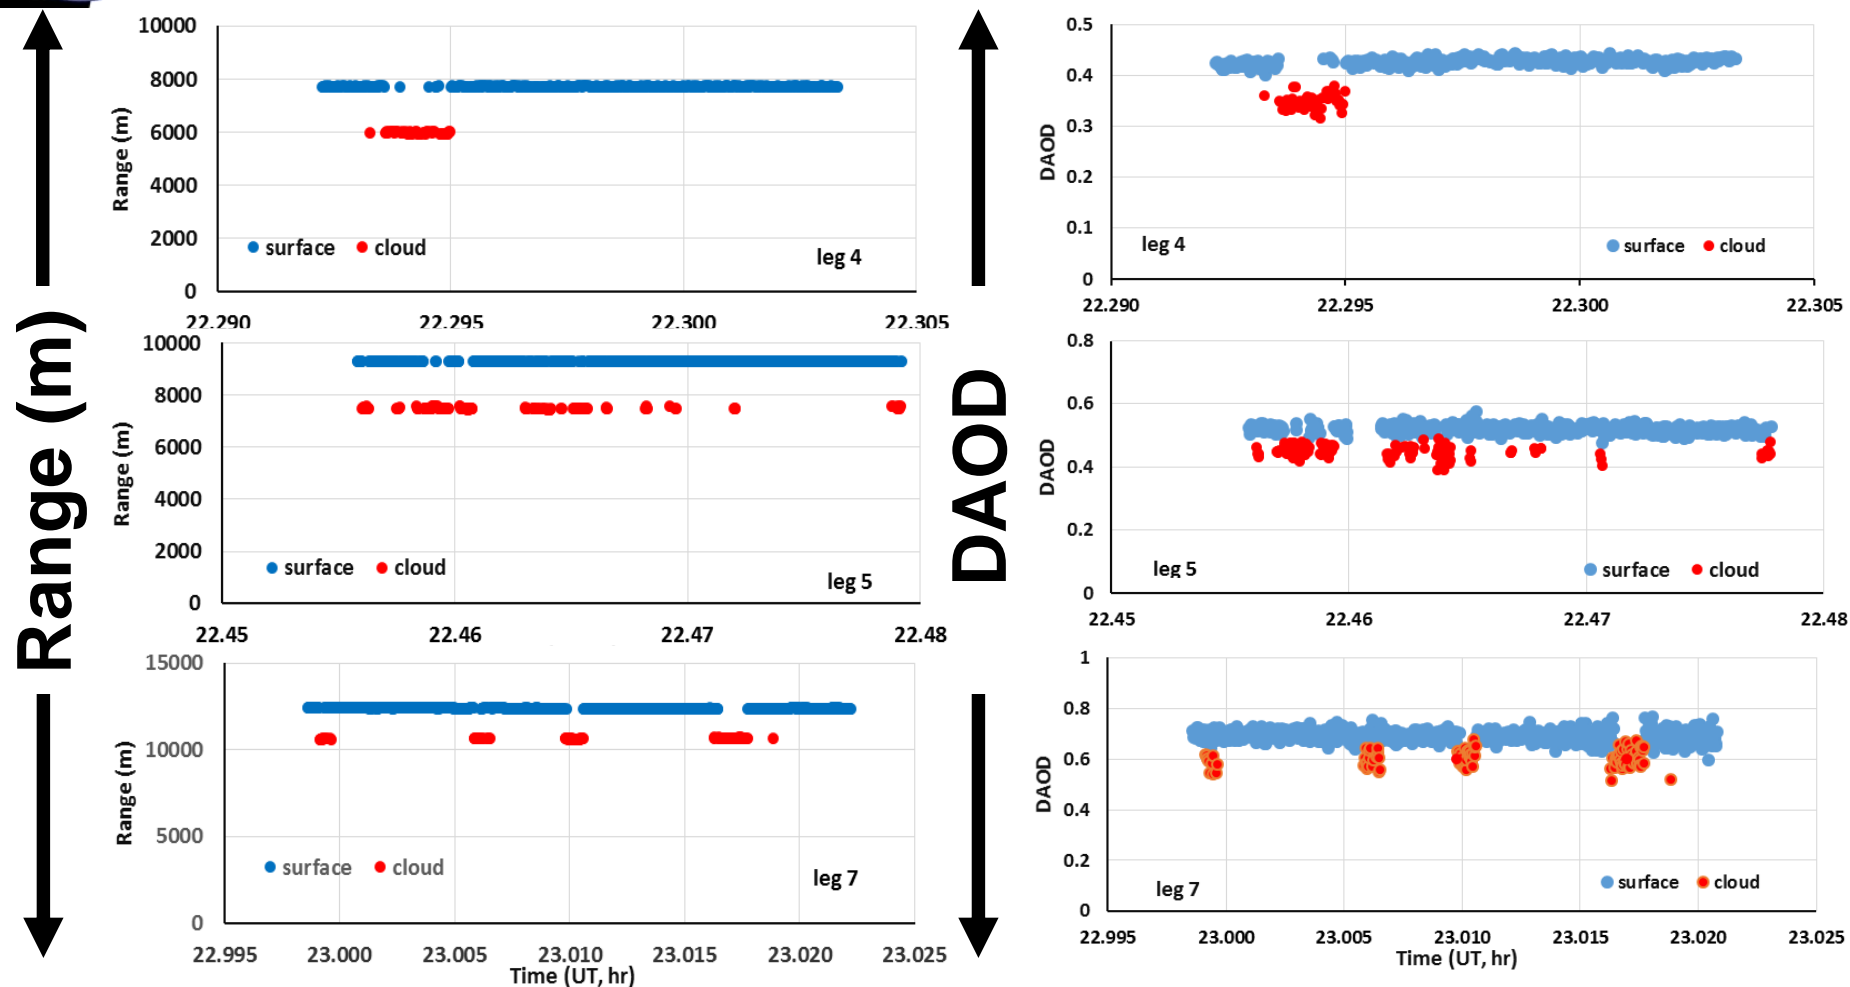 Range (m)
10000
8000
6000
4000
2000
0
Range (m)
surface
cloud
leg 4
22.290
22.295
22.300
22.305
10000
8000
6000
4000
2000
0
Range (m)
surface
cloud
leg 5
22.45
22.46
22.47
22.48
15000
10000
5000
0
Range (m)
surface
cloud
leg 7
22.995
23.000
23.005
23.010
23.015
23.020
23.025
Time (UT, hr)
DAOD
0.5
0.4
0.3
0.2
0.1
0
DAOD
leg 4
surface
cloud
22.290
22.295
22.300
22.305
0.8
0.6
0.4
0.2
0
DAOD
leg 5
surface
cloud
22.45
22.46
22.47
22.48
1
0.8
0.6
0.4
0.2
0
DAOD
leg 7
surface
cloud
22.995
23.000
23.005
23.010
23.015
23.020
23.025
Time (UT, hr)